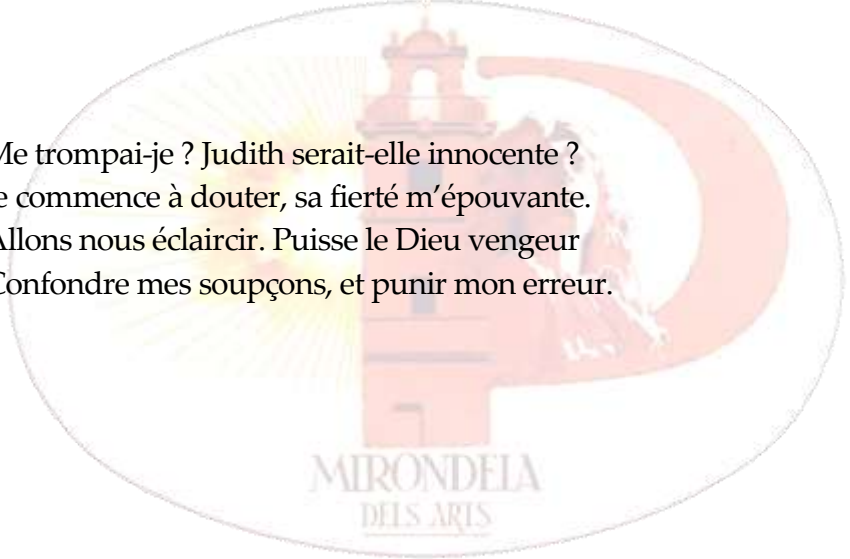 Me trompai-je ? Judith serait-elle innocente ?
Je commence à douter, sa fierté m’épouvante.
Allons nous éclaircir. Puisse le Dieu vengeur
Confondre mes soupçons, et punir mon erreur.
MIRONDELA
DELS ARTS